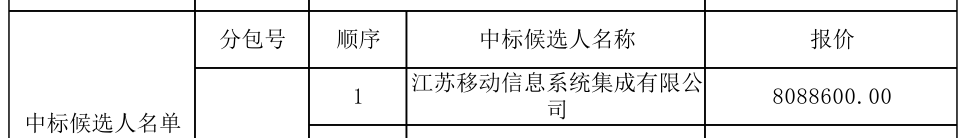 分包号 顺序 中标候选人名称 报价
1 江苏移动信息系统集成有限公 8088600.00
司
中标候选人名单